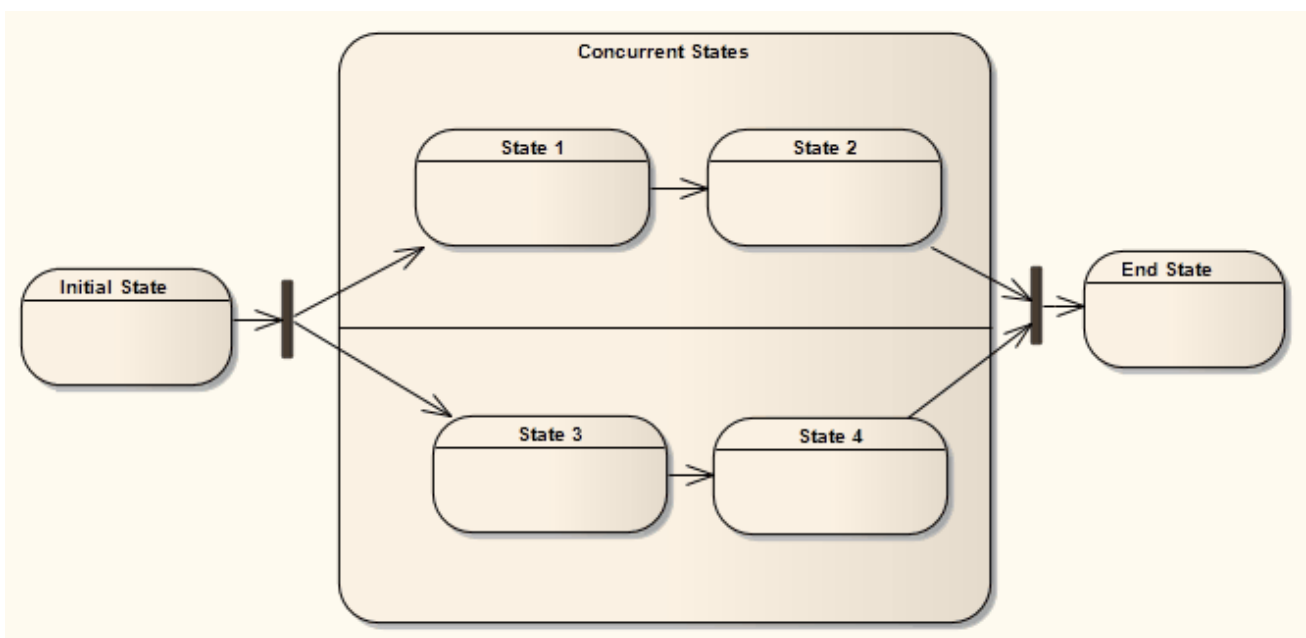 Concurrent States
State 1
State 2
Initial State
End State
State 3
State 4